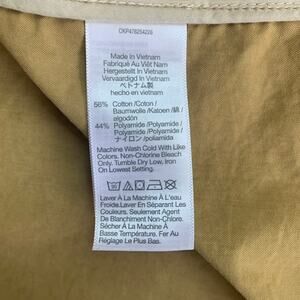 DKP478254226
Made in Vietnam
Fabriqué Au Viêt Nam
Hergestellt in Vietnam
Vervaardigd in Vietnam
ベトナム製
hecho en vietnam
56% Cotton /Coton /
Baumwolle /Katoen /綿 /
algodón
44% Polyamide /Polyamide /
Polyamid /Polyamide /
ナイロン /poliamida
Machine Wash Cold With Like
Colors. Non-Chlorine Bleach
Only. Tumble Dry Low, Iron
On Lowest Setting.
Laver À La Machine À L'eau
Froide.Laver En Séparant Les
Couleurs. Seulement Agent
De Blanchiment Non-Chlore.
Sécher À La Machine À
Basse Température. Fer Au
Réglage Le Plus Bas.